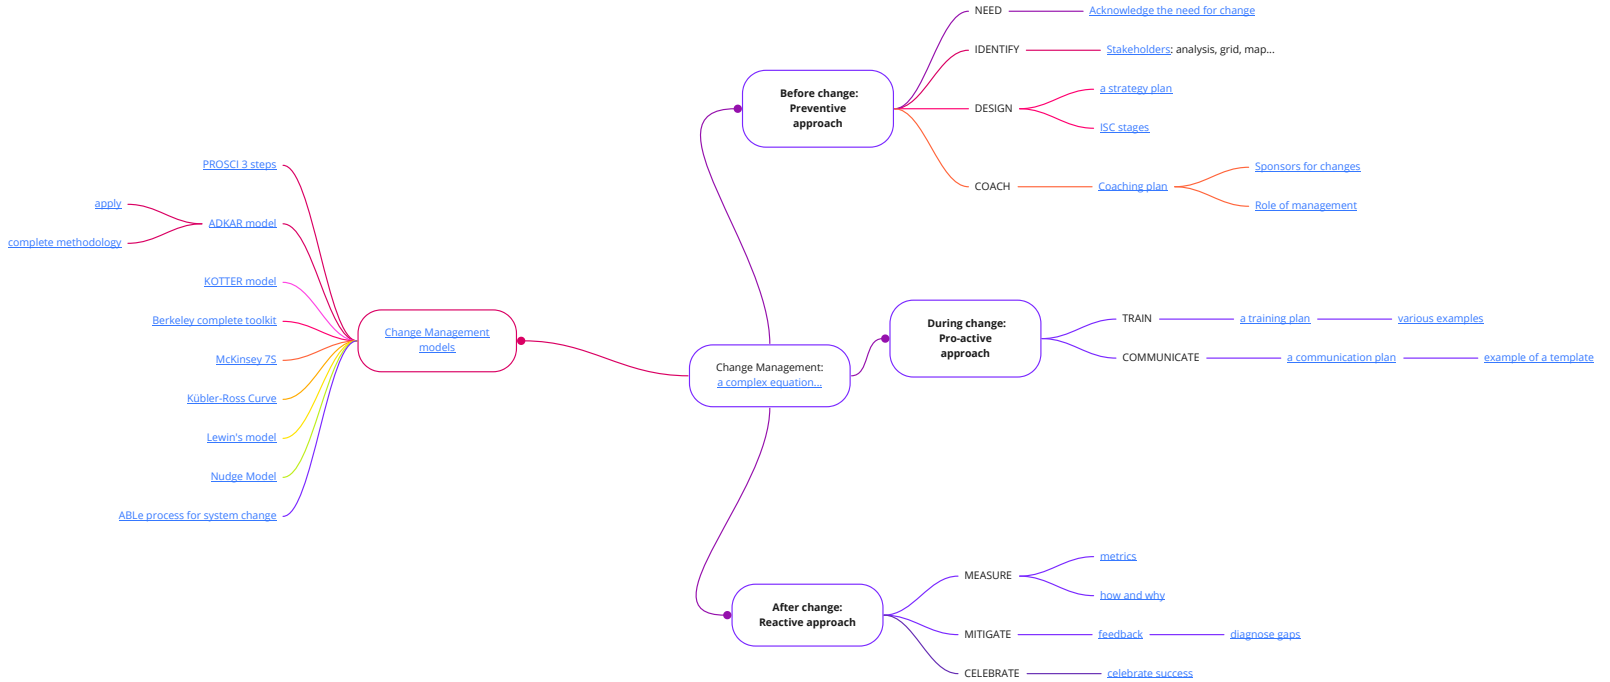 Change Management:
a complex equation...
Before change:
Preventive
approach
NEED
Acknowledge the need for change
IDENTIFY
Stakeholders: analysis, grid, map...
DESIGN
a strategy plan
ISC stages
COACH
Coaching plan
Sponsors for changes
Role of management
During change:
Pro-active
approach
TRAIN
a training plan
various examples
COMMUNICATE
a communication plan
example of a template
After change:
Reactive approach
MEASURE
metrics
how and why
MITIGATE
feedback
diagnose gaps
CELEBRATE
celebrate success
Change Management
models
PROSCI 3 steps
ADKAR model
apply
complete methodology
KOTTER model
Berkeley complete toolkit
McKinsey 7S
Kübler-Ross Curve
Lewin's model
Nudge Model
ABLe process for system change